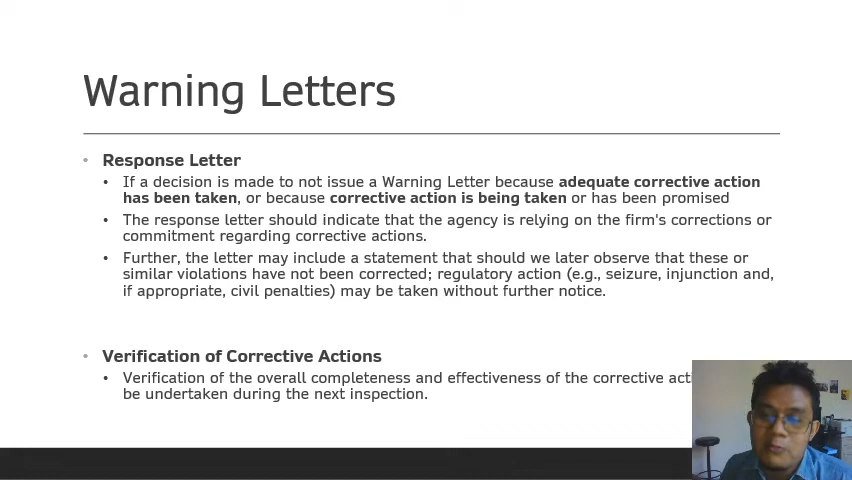 Warning Letters
Response Letter
If a decision is made to not issue a Warning Letter because adequate corrective action
has been taken, or because corrective action is being taken or has been promised
The response letter should indicate that the agency is relying on the firm's corrections or
commitment regarding corrective actions.
Further, the letter may include a statement that should we later observe that these or
similar violations have not been corrected; regulatory action (e.g., seizure, injunction and,
if appropriate, civil penalties) may be taken without further notice.
Verification of Corrective Actions
Verification of the overall completeness and effectiveness of the corrective
be undertaken during the next inspection.